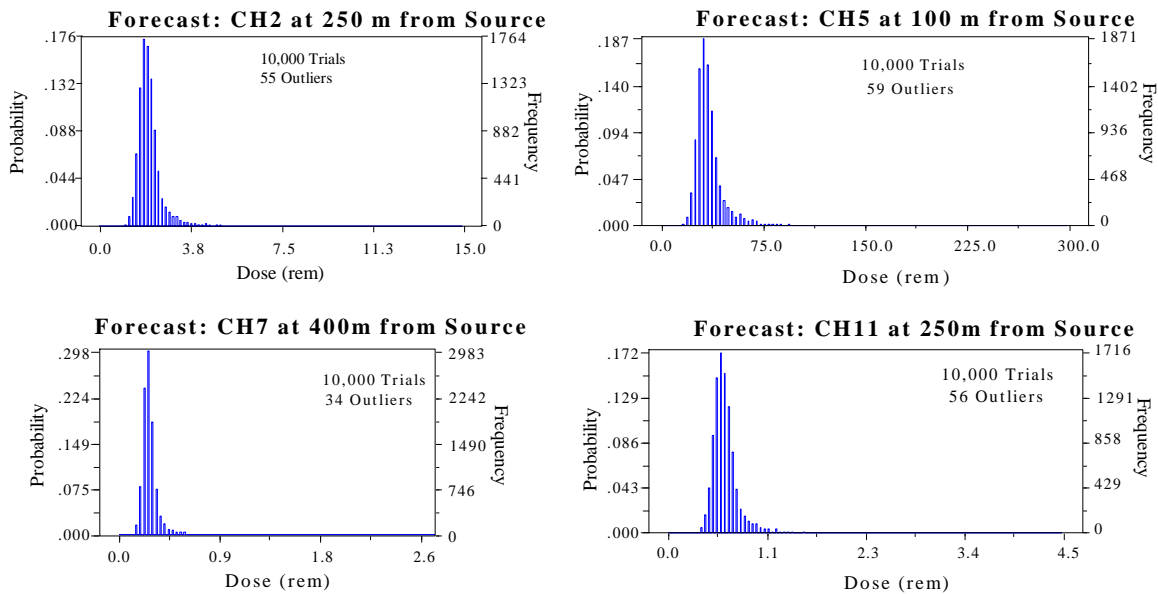 Forecast: CH2 at 250 m from Source
.176
.132
.088
.044
.000
Probability
10,000 Trials
55 Outliers
1764
1323
882
441
0
Frequency
0.0 3.8 7.5 11.3 15.0
Dose (rem)
Forecast: CH5 at 100 m from Source
.187
.140
.094
.047
.000
Probability
10,000 Trials
59 Outliers
1871
1402
936
468
0
Frequency
0.0 75.0 150.0 225.0 300.0
Dose (rem)
Forecast: CH7 at 400m from Source
.298
.224
.149
.075
.000
Probability
10,000 Trials
34 Outliers
2983
2242
1490
746
0
Frequency
0.0 0.9 1.8 2.6
Dose (rem)
Forecast: CH11 at 250m from Source
.172
.129
.086
.043
.000
Probability
10,000 Trials
56 Outliers
1716
1291
858
429
0
Frequency
0.0 1.1 2.3 3.4 4.5
Dose (rem)